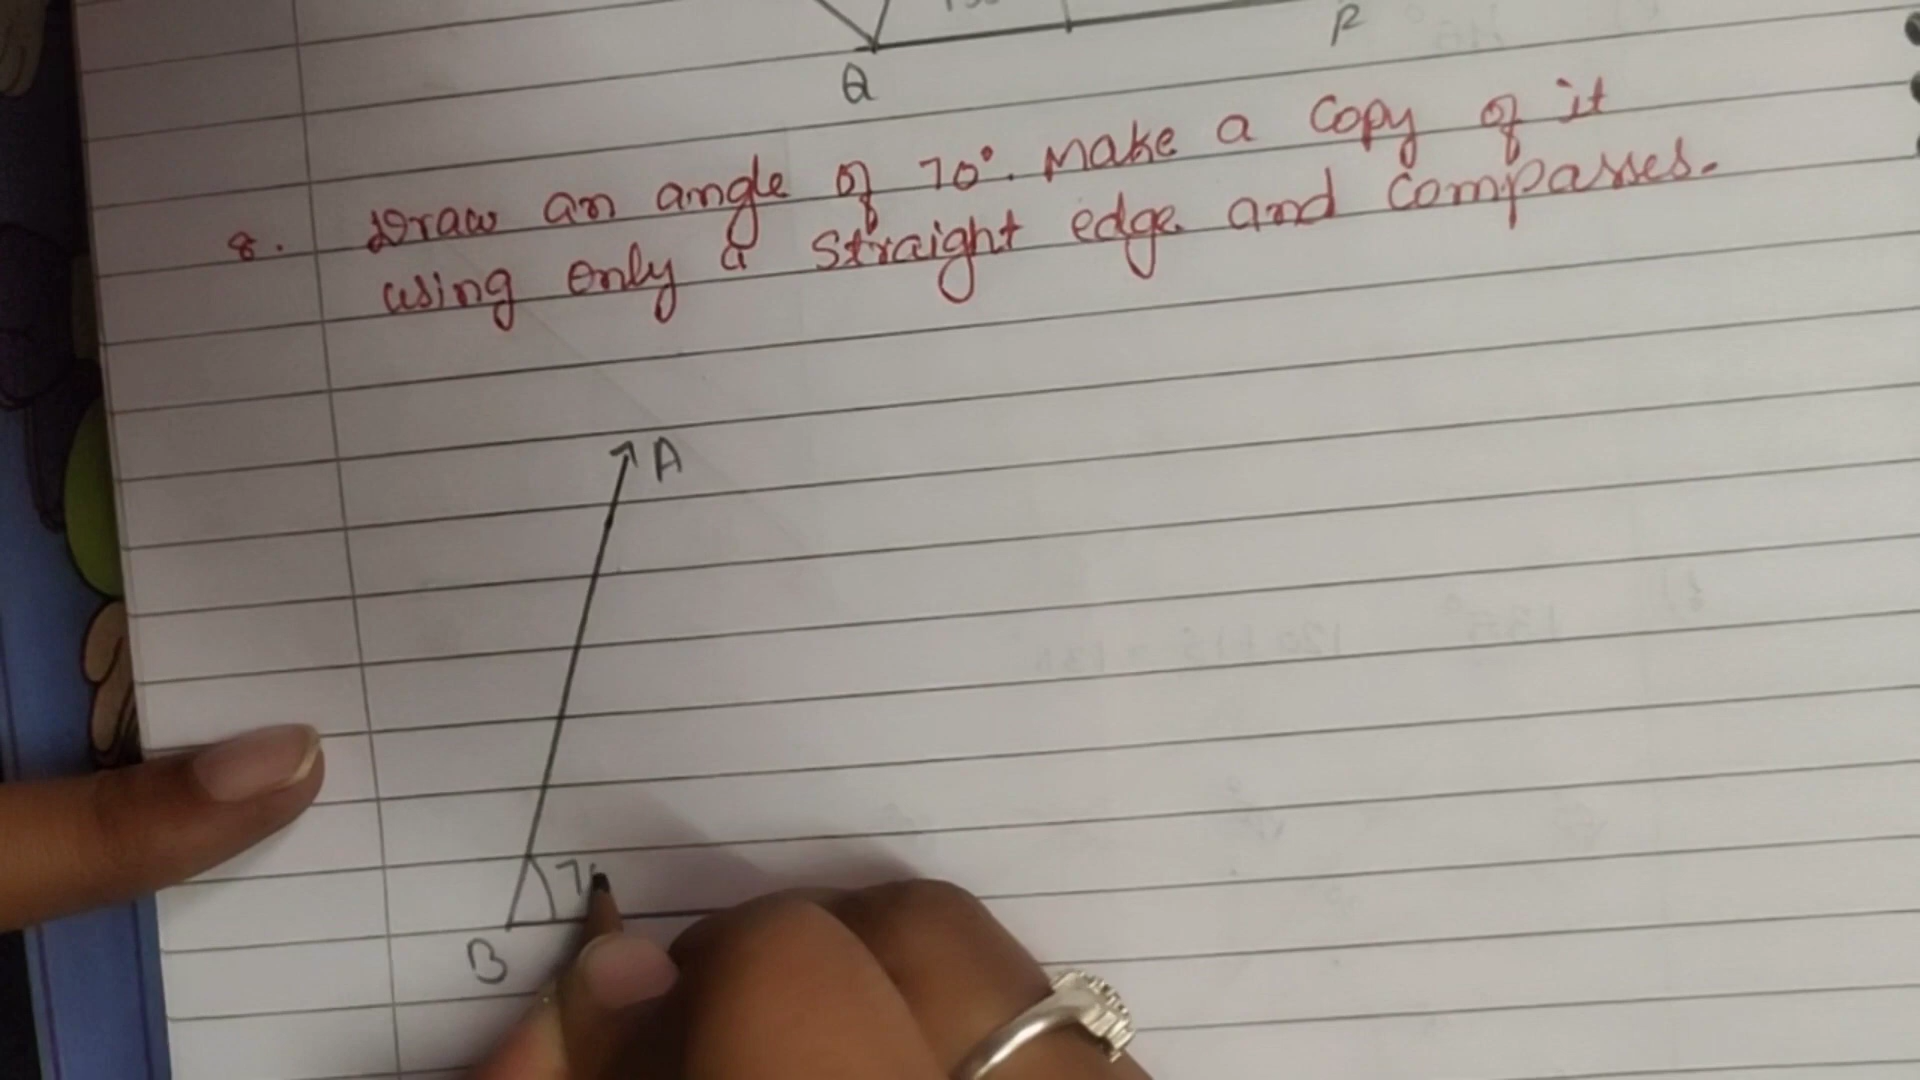 Q
P
8. Draw an angle of 70°. Make a copy of it
using only a straight edge and compasses.
A
B